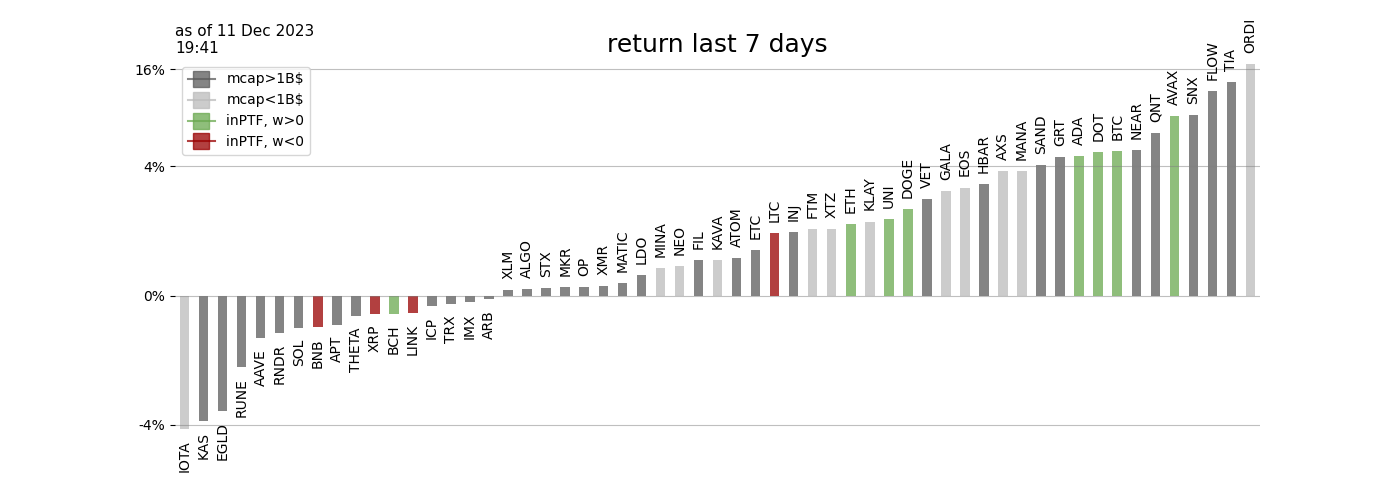 as of 11 Dec 2023
19:41
return last 7 days
16%
4%
0%
-4%
mcap>1B$
mcap<1B$
inPTF, w>0
inPTF, w<0
IOTA
KAS
EGLD
RUNE
AAVE
RNDR
SOL
BNB
APT
THETA
XRP
BCH
LINK
ICP
TRX
IMX
ARB
XLM
ALGO
STX
MKR
OP
XMR
MATIC
LDO
MINA
NEO
FIL
KAVA
ATOM
ETC
LTC
INJ
FTM
XTZ
ETH
KLAY
UNI
DOGE
VET
GALA
EOS
HBAR
AXS
MANA
SAND
GRT
ADA
DOT
BTC
NEAR
QNT
AVAX
SNX
FLOW
TIA
ORDI